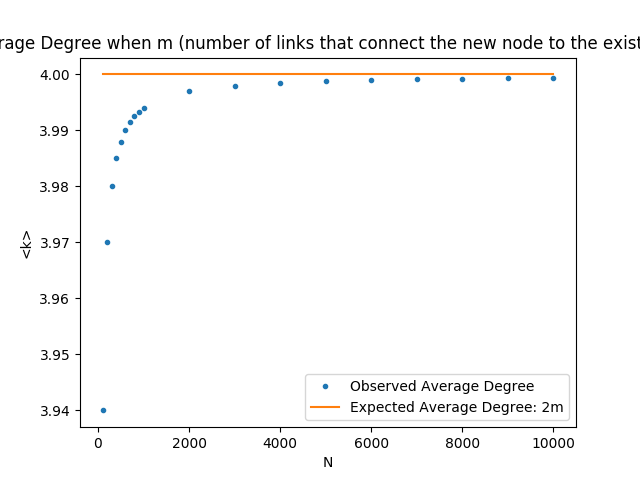 rage Degree when m (number of links that connect the new node to the exist
4.00
3.99
3.98
3.97
3.96
3.95
3.94
<k>
Observed Average Degree
Expected Average Degree: 2m
0 2000 4000 6000 8000 10000
N